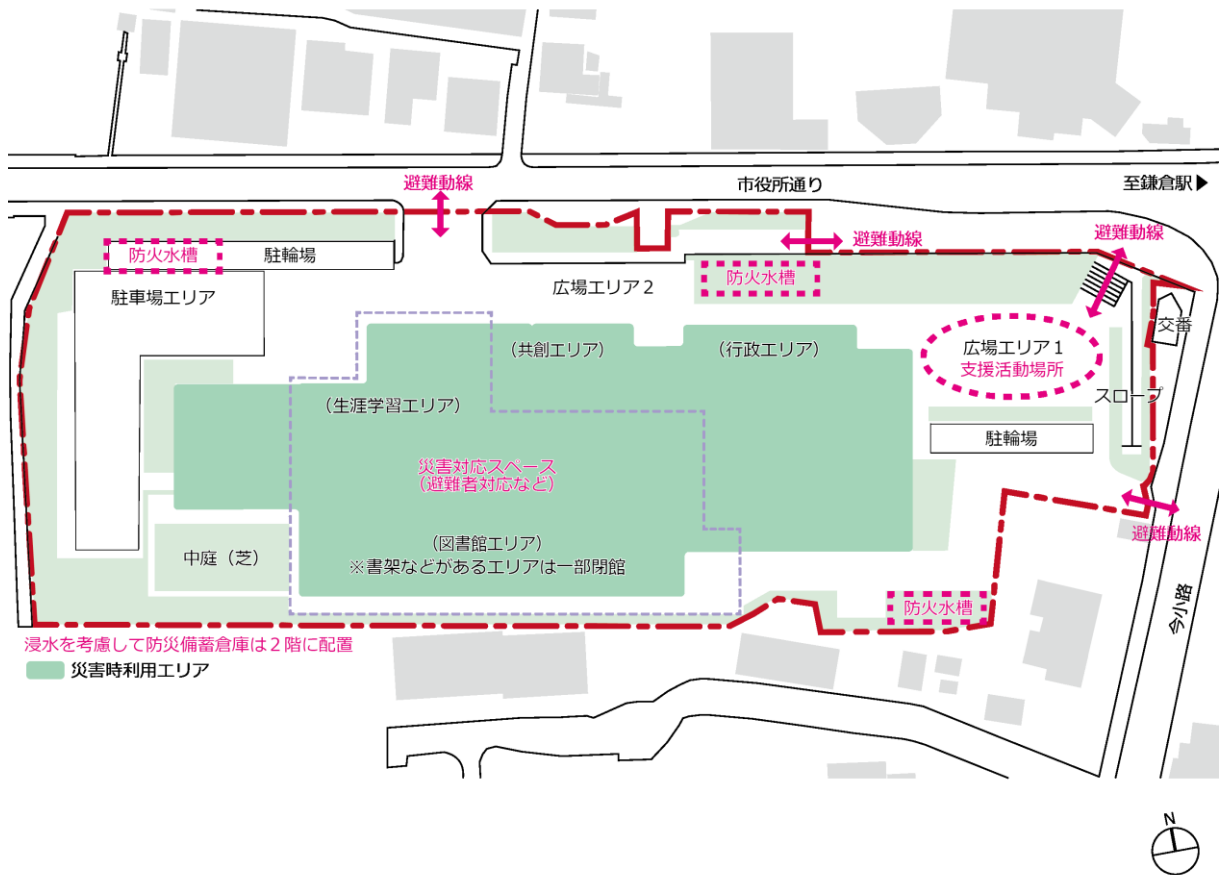 避難動線
市役所通り
至鎌倉駅▶
避難動線
避難動線
防火水槽
駐輪場
駐車場エリア
広場エリア２
防火水槽
交番
(共創エリア)
(行政エリア)
広場エリア１
支援活動場所
スロープ
(生涯学習エリア)
駐輪場
災害対応スペース
(避難者対応など)
避難動線
中庭（芝）
(図書館エリア)
※書架などがあるエリアは一部閉館
防火水槽
今小路
浸水を考慮して防災備蓄倉庫は２階に配置
災害時利用エリア
N